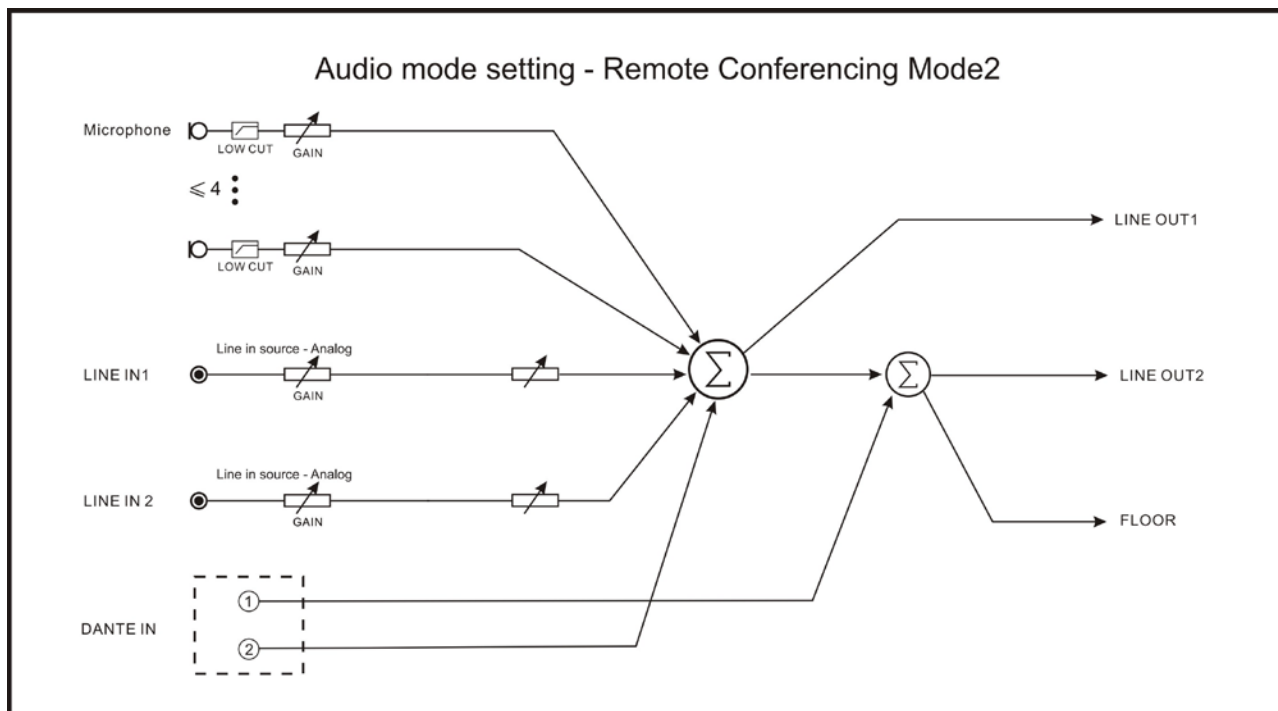 Audio mode setting - Remote Conferencing Mode2
Microphone
LOW CUT
GAIN
⩽ 4
LOW CUT
GAIN
LINE OUT1
Line in source - Analog
LINE IN1
GAIN
Σ
Σ
LINE OUT2
Line in source - Analog
LINE IN 2
GAIN
FLOOR
DANTE IN
1
2